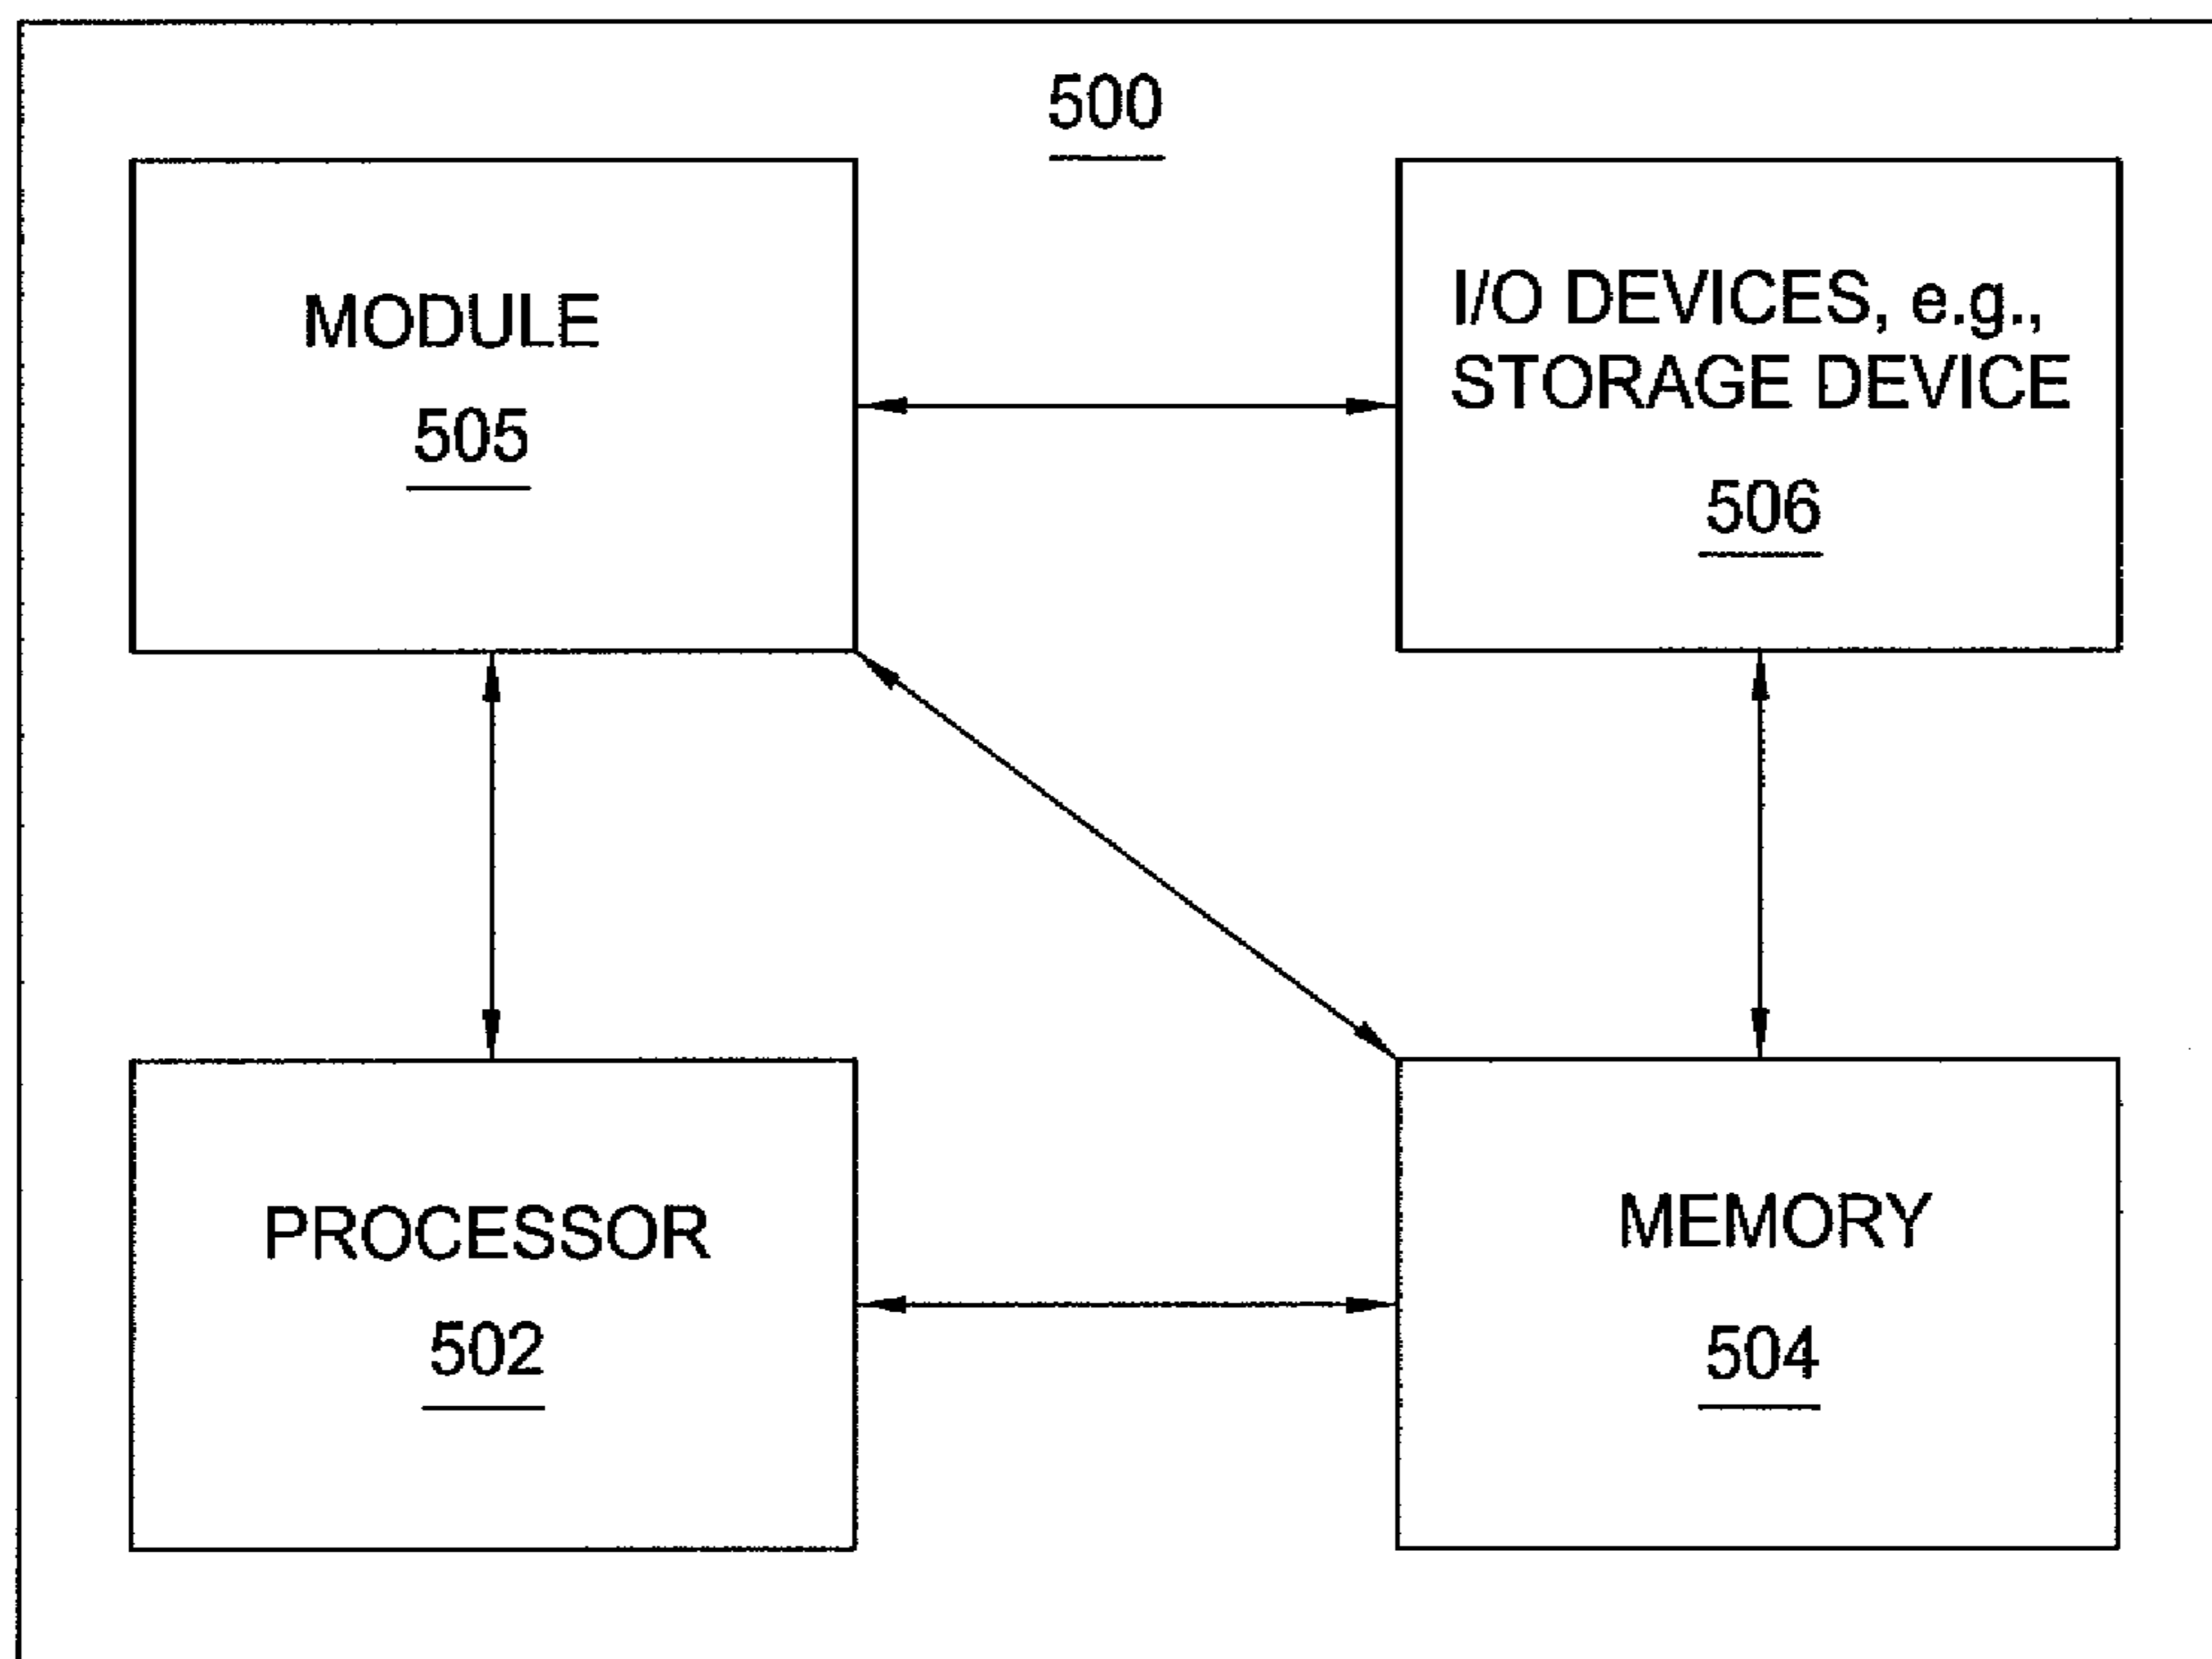 500
MODULE
505
I/O DEVICES, e.g.,
STORAGE DEVICE
506
PROCESSOR
502
MEMORY
504